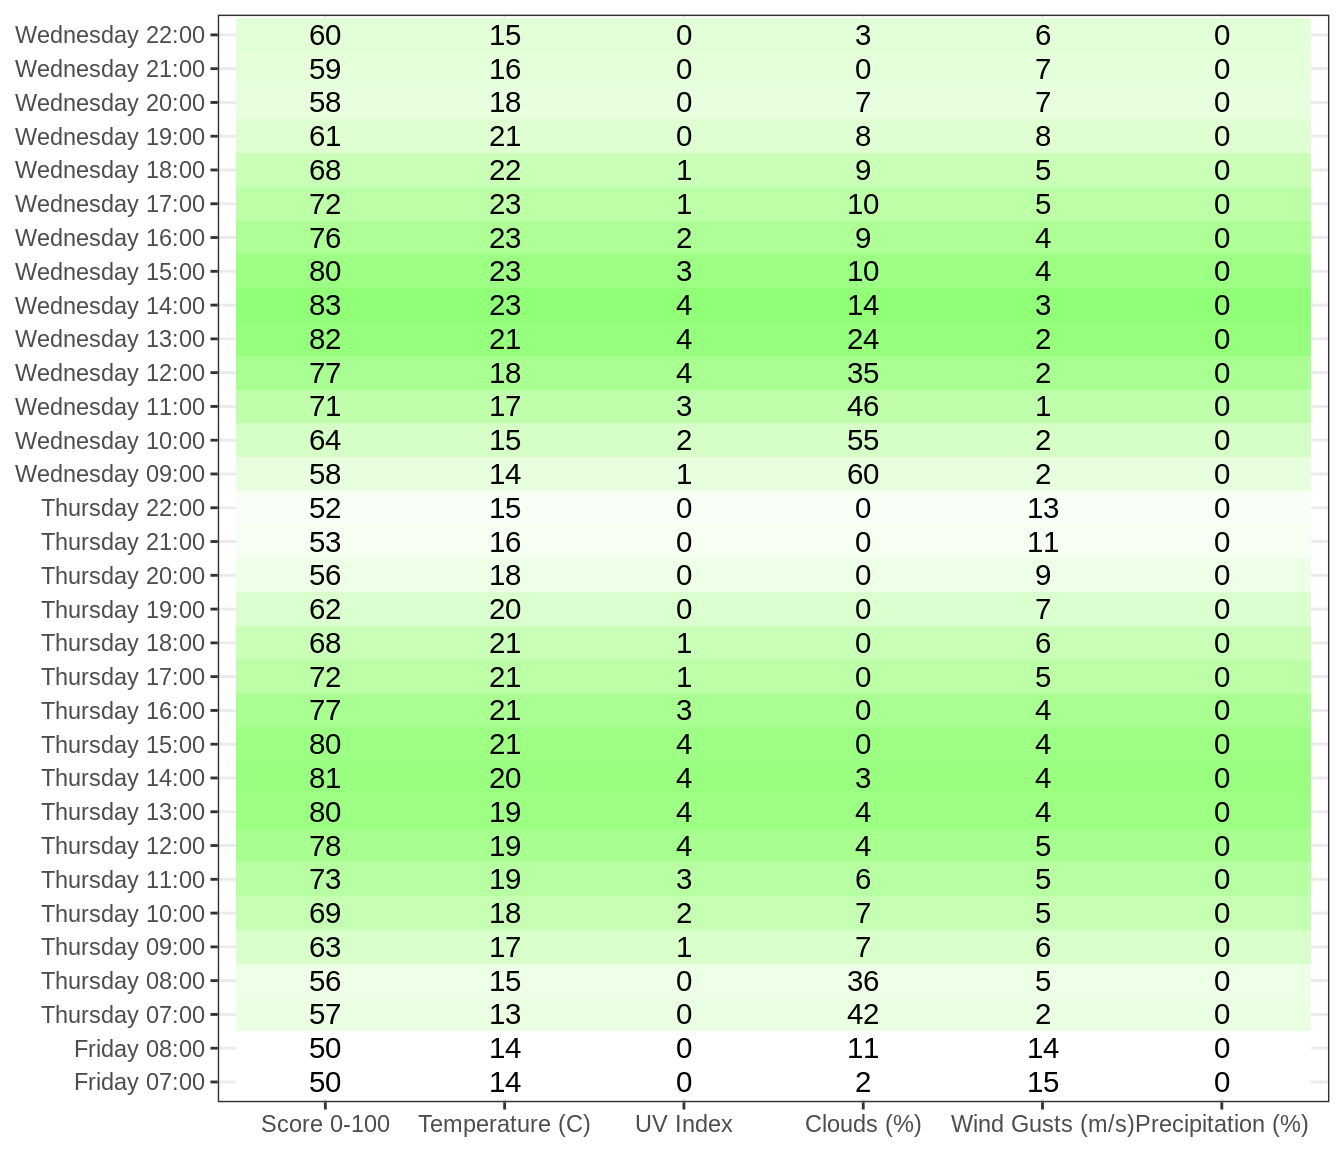 Wednesday 22:00 60 15 0 3 6 0
Wednesday 21:00 59 16 0 0 7 0
Wednesday 20:00 58 18 0 7 7 0
Wednesday 19:00 61 21 0 8 8 0
Wednesday 18:00 68 22 1 9 5 0
Wednesday 17:00 72 23 1 10 5 0
Wednesday 16:00 76 23 2 9 4 0
Wednesday 15:00 80 23 3 10 4 0
Wednesday 14:00 83 23 4 14 3 0
Wednesday 13:00 82 21 4 24 2 0
Wednesday 12:00 77 18 4 35 2 0
Wednesday 11:00 71 17 3 46 1 0
Wednesday 10:00 64 15 2 55 2 0
Wednesday 09:00 58 14 1 60 2 0
Thursday 22:00 52 15 0 0 13 0
Thursday 21:00 53 16 0 0 11 0
Thursday 20:00 56 18 0 0 9 0
Thursday 19:00 62 20 0 0 7 0
Thursday 18:00 68 21 1 0 6 0
Thursday 17:00 72 21 1 0 5 0
Thursday 16:00 77 21 3 0 4 0
Thursday 15:00 80 21 4 0 4 0
Thursday 14:00 81 20 4 3 4 0
Thursday 13:00 80 19 4 4 4 0
Thursday 12:00 78 19 4 4 5 0
Thursday 11:00 73 19 3 6 5 0
Thursday 10:00 69 18 2 7 5 0
Thursday 09:00 63 17 1 7 6 0
Thursday 08:00 56 15 0 36 5 0
Thursday 07:00 57 13 0 42 2 0
Friday 08:00 50 14 0 11 14 0
Friday 07:00 50 14 0 2 15 0
Score 0-100 Temperature (C) UV Index Clouds (%) Wind Gusts (m/s) Precipitation (%)